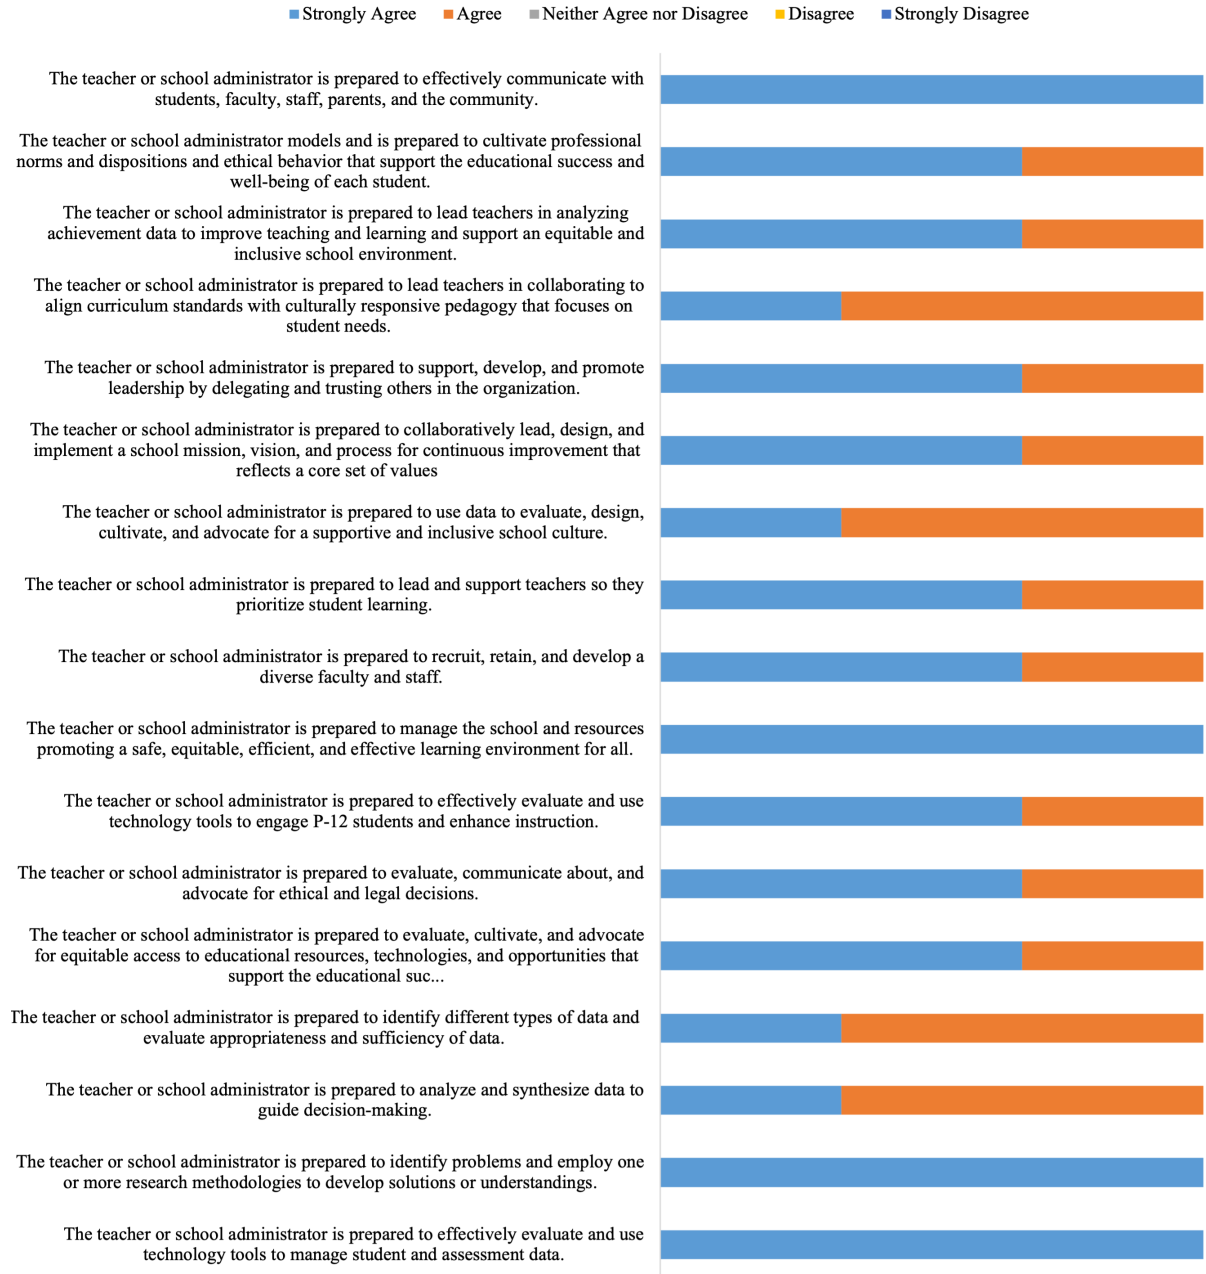 Strongly Agree Agree Neither Agree nor Disagree Disagree Strongly Disagree
The teacher or school administrator is prepared to effectively communicate with
students, faculty, staff, parents, and the community.
The teacher or school administrator models and is prepared to cultivate professional
norms and dispositions and ethical behavior that support the educational success and
well-being of each student.
The teacher or school administrator is prepared to lead teachers in analyzing
achievement data to improve teaching and learning and support an equitable and
inclusive school environment.
The teacher or school administrator is prepared to lead teachers in collaborating to
align curriculum standards with culturally responsive pedagogy that focuses on
student needs.
The teacher or school administrator is prepared to support, develop, and promote
leadership by delegating and trusting others in the organization.
The teacher or school administrator is prepared to collaboratively lead, design, and
implement a school mission, vision, and process for continuous improvement that
reflects a core set of values
The teacher or school administrator is prepared to use data to evaluate, design,
cultivate, and advocate for a supportive and inclusive school culture.
The teacher or school administrator is prepared to lead and support teachers so they
prioritize student learning.
The teacher or school administrator is prepared to recruit, retain, and develop a
diverse faculty and staff.
The teacher or school administrator is prepared to manage the school and resources
promoting a safe, equitable, efficient, and effective learning environment for all.
The teacher or school administrator is prepared to effectively evaluate and use
technology tools to engage P-12 students and enhance instruction.
The teacher or school administrator is prepared to evaluate, communicate about, and
advocate for ethical and legal decisions.
The teacher or school administrator is prepared to evaluate, cultivate, and advocate
for equitable access to educational resources, technologies, and opportunities that
support the educational suc...
The teacher or school administrator is prepared to identify different types of data and
evaluate appropriateness and sufficiency of data.
The teacher or school administrator is prepared to analyze and synthesize data to
guide decision-making.
The teacher or school administrator is prepared to identify problems and employ one
or more research methodologies to develop solutions or understandings.
The teacher or school administrator is prepared to effectively evaluate and use
technology tools to manage student and assessment data.